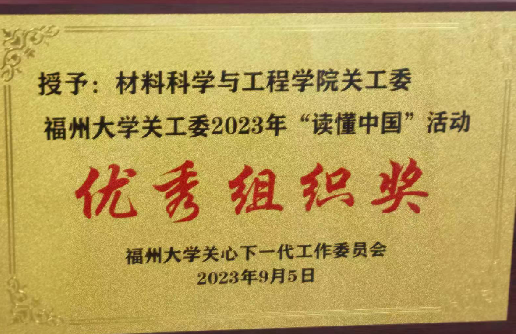 授予：材料科学与工程学院关工委
福州大学关工委2023年“读懂中国”活动
优秀组织奖
福州大学关心下一代工作委员会
2023年9月5日